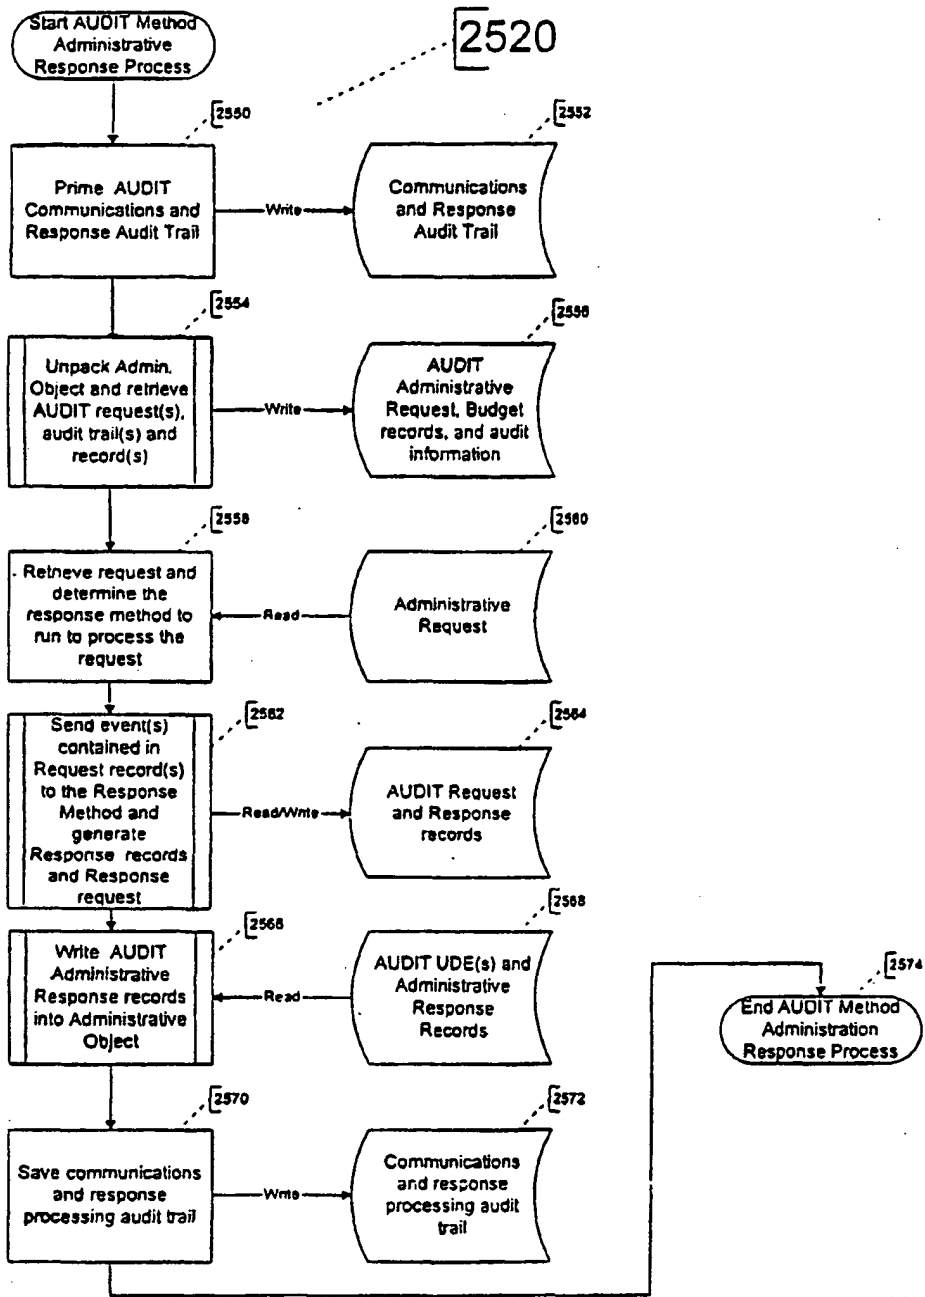 Start AUDIT Method
Administrative
Response Process
2520
2550
2552
Prime AUDIT
Communications and
Response Audit Trail
Write
Communications
and Response
Audit Trail
2554
2556
Unpack Admin.
Object and retrieve
AUDIT request(s),
audit trail(s) and
record(s)
Write
AUDIT
Administrative
Request, Budget
records, and audit
information
2558
2560
Retrieve request and
determine the
response method to
run to process the
request
Read
Administrative
Request
2562
2564
Send event(s)
contained in
Request record(s)
to the Response
Method and
generate
Response records
and Response
request
Read/Write
AUDIT Request
and Response
records
2566
2568
Write AUDIT
Administrative
Response records
into Administrative
Object
Read
AUDIT UDE(s) and
Administrative
Response
Records
2574
End AUDIT Method
Administration
Response Process
2570
2572
Save communications
and response
processing audit trail
Write
Communications
and response
processing audit
trail